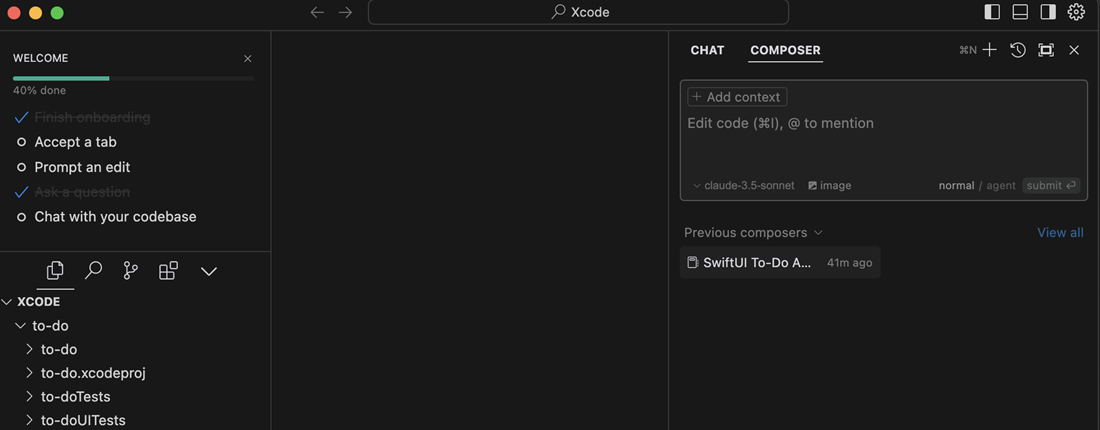 Xcode
WELCOME
40% done
Finish onboarding
Accept a tab
Prompt an edit
Ask a question
Chat with your codebase
XCODE
to-do
to-do
to-do.xcodeproj
to-doTests
to-doUITests
CHAT COMPOSER ⌘N
+ Add context
Edit code (⌘I), @ to mention
claude-3.5-sonnet image normal / agent submit ⏎
Previous composers View all
SwiftUI To-Do A... 41m ago